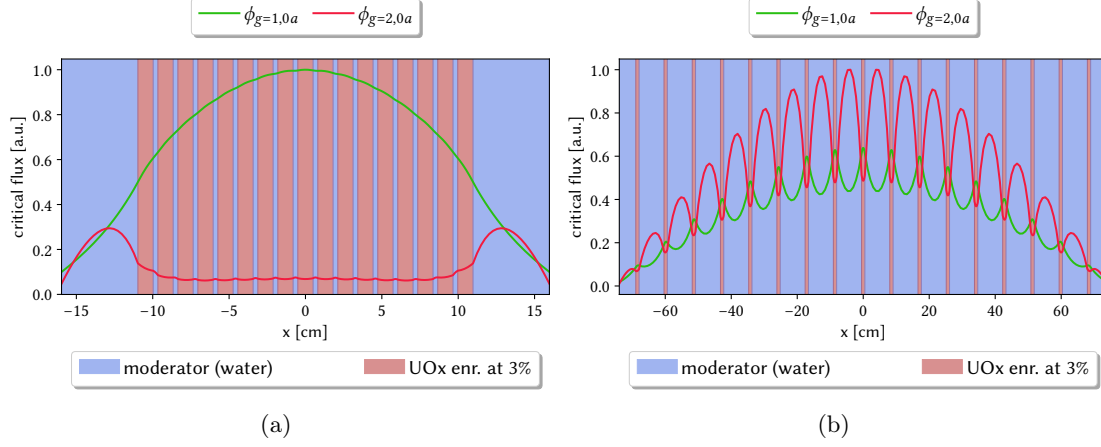 ϕg=1,0a ϕg=2,0a
ϕg=1,0a ϕg=2,0a
critical flux [a.u.]
1.0
0.8
0.6
0.4
0.2
0.0
−15 −10 −5 0 5 10 15
x [cm]
moderator (water) UOx enr. at 3%
(a)
critical flux [a.u.]
1.0
0.8
0.6
0.4
0.2
0.0
−60 −40 −20 0 20 40 60
x [cm]
moderator (water) UOx enr. at 3%
(b)